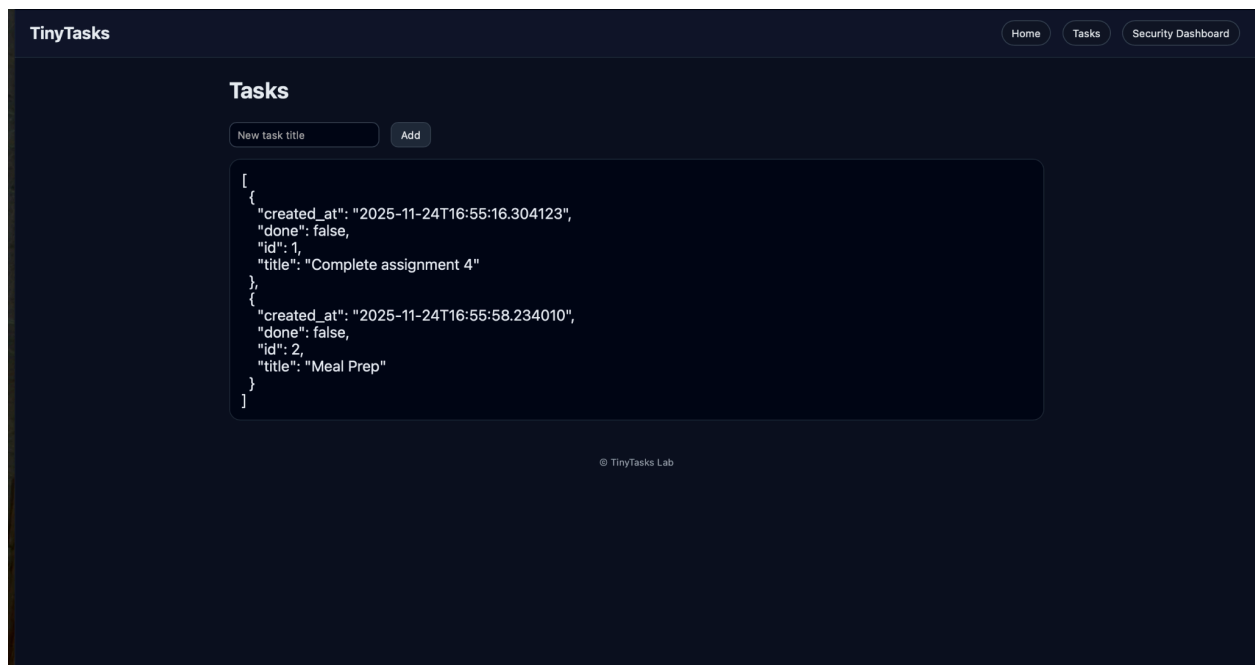 TinyTasks
Home Tasks Security Dashboard
Tasks
New task title Add
[
{
"created_at": "2025-11-24T16:55:16.304123",
"done": false,
"id": 1,
"title": "Complete assignment 4"
},
{
"created_at": "2025-11-24T16:55:58.234010",
"done": false,
"id": 2,
"title": "Meal Prep"
}
]
© TinyTasks Lab